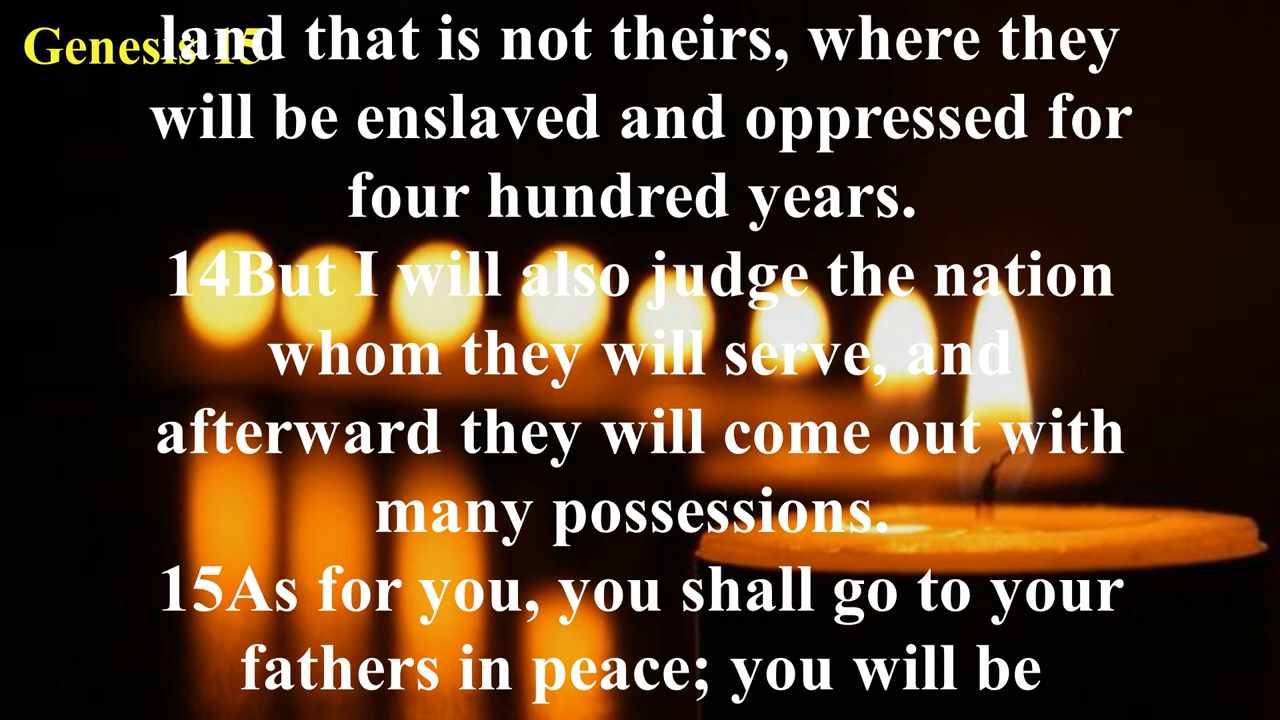 Genesis 15
land that is not theirs, where they
will be enslaved and oppressed for
four hundred years.
14But I will also judge the nation
whom they will serve, and
afterward they will come out with
many possessions.
15As for you, you shall go to your
fathers in peace; you will be